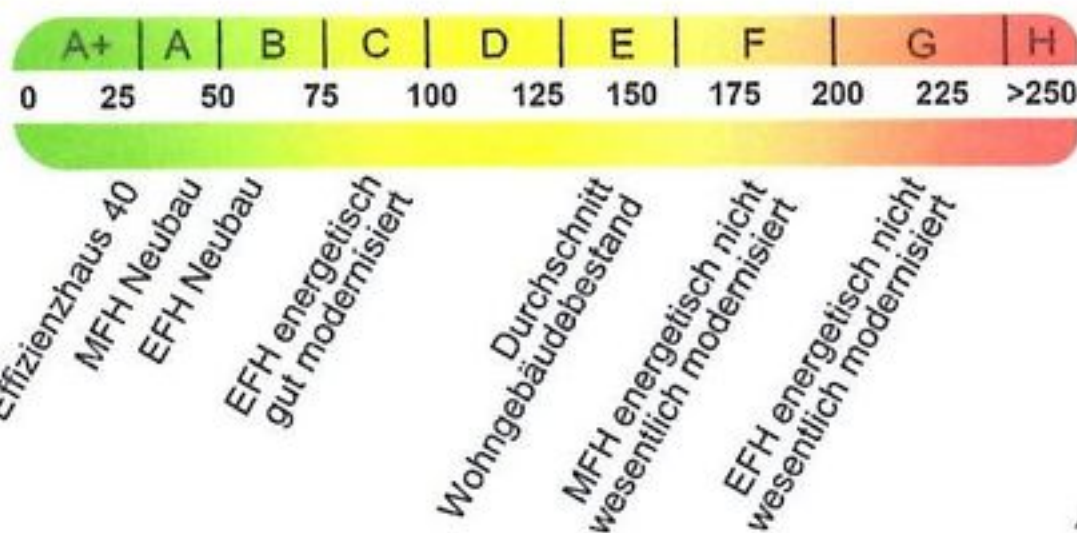 A+ A B C D E F G H
0 25 50 75 100 125 150 175 200 225 >250
Effizienzhaus 40
MFH Neubau
EFH Neubau
EFH energetisch
gut modernisiert
Durchschnitt
Wohngebäudebestand
MFH energetisch nicht
wesentlich modernisiert
EFH energetisch nicht
wesentlich modernisiert